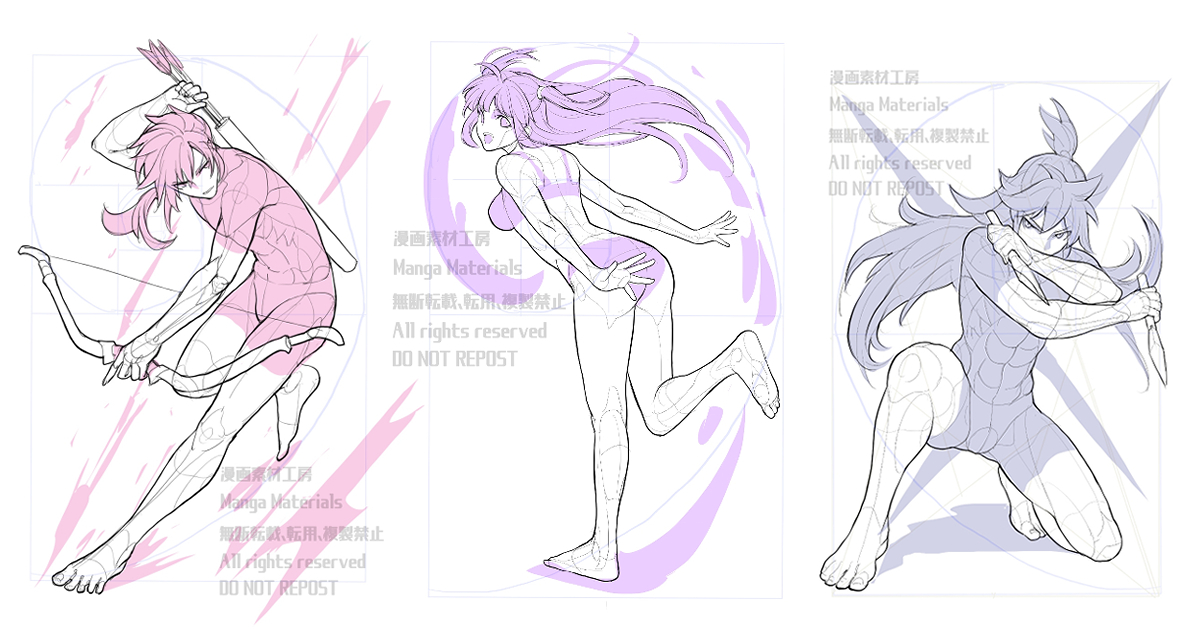 漫画素材工房
Manga Materials
無断転載、転用、複製禁止
All rights reserved
DO NOT REPOST
漫画素材工房
Manga Materials
無断転載、転用、複製禁止
All rights reserved
DO NOT REPOST
漫画素材工房
Manga Materials
無断転載、転用、複製禁止
All rights reserved
DO NOT REPOST